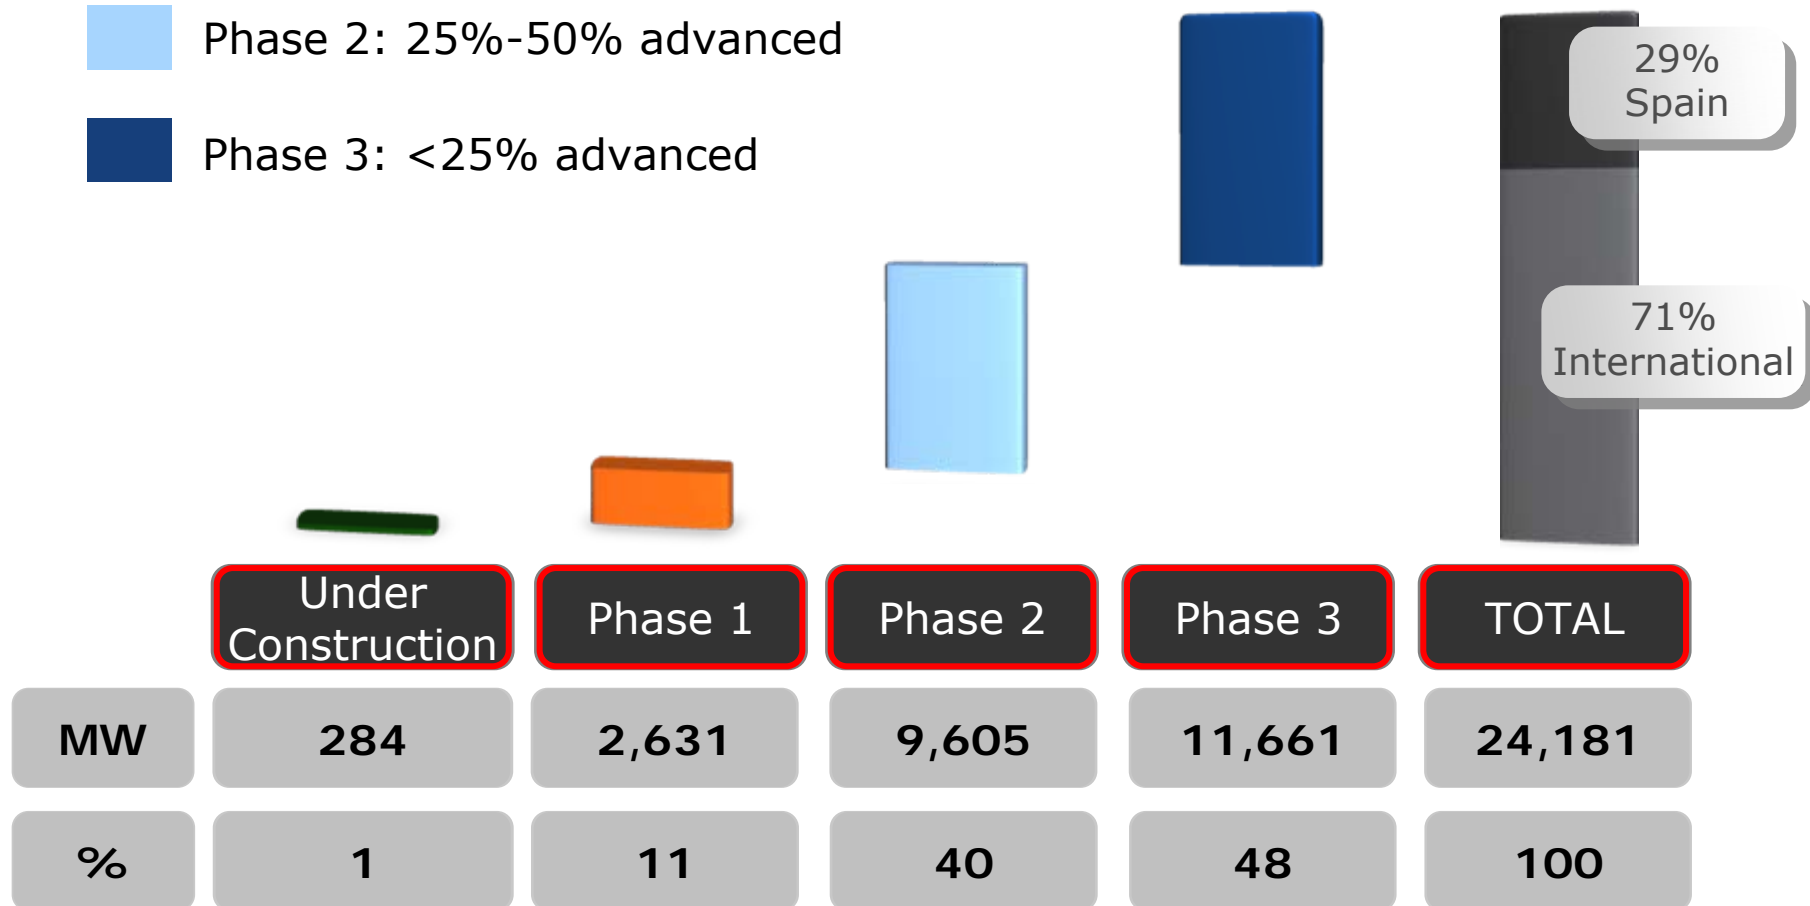 Phase 2: 25%-50% advanced
Phase 3: <25% advanced
29%
Spain
71%
International
Under
Construction
Phase 1
Phase 2
Phase 3
TOTAL
MW
284
2,631
9,605
11,661
24,181
%
1
11
40
48
100